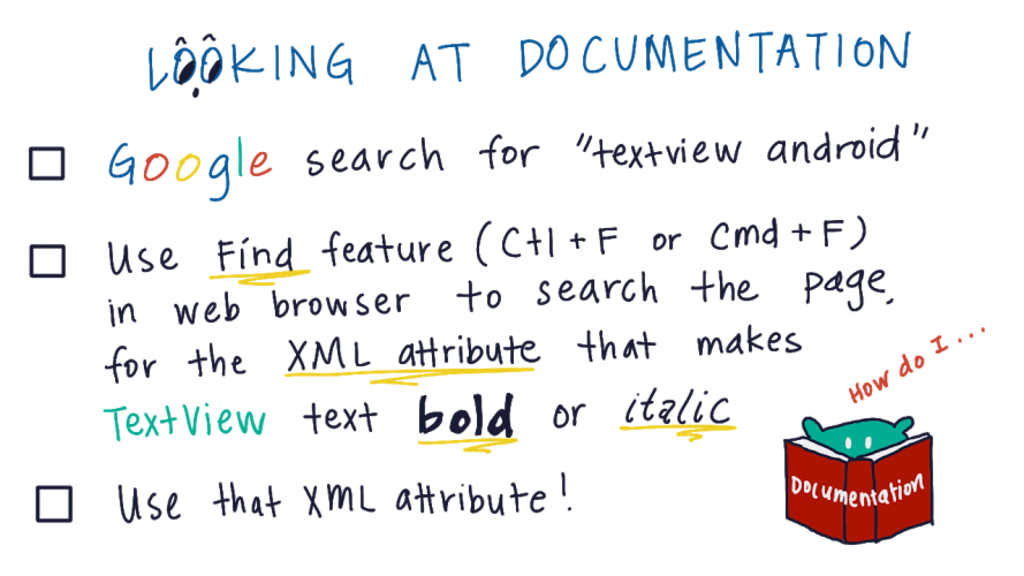 LOOKING AT DOCUMENTATION
Google search for "textview android"
Use Find feature (Ctl + F or Cmd + F)
in web browser to search the page,
for the XML attribute that makes
TextView text bold or italic
How do I ...
Documentation
Use that XML attribute!